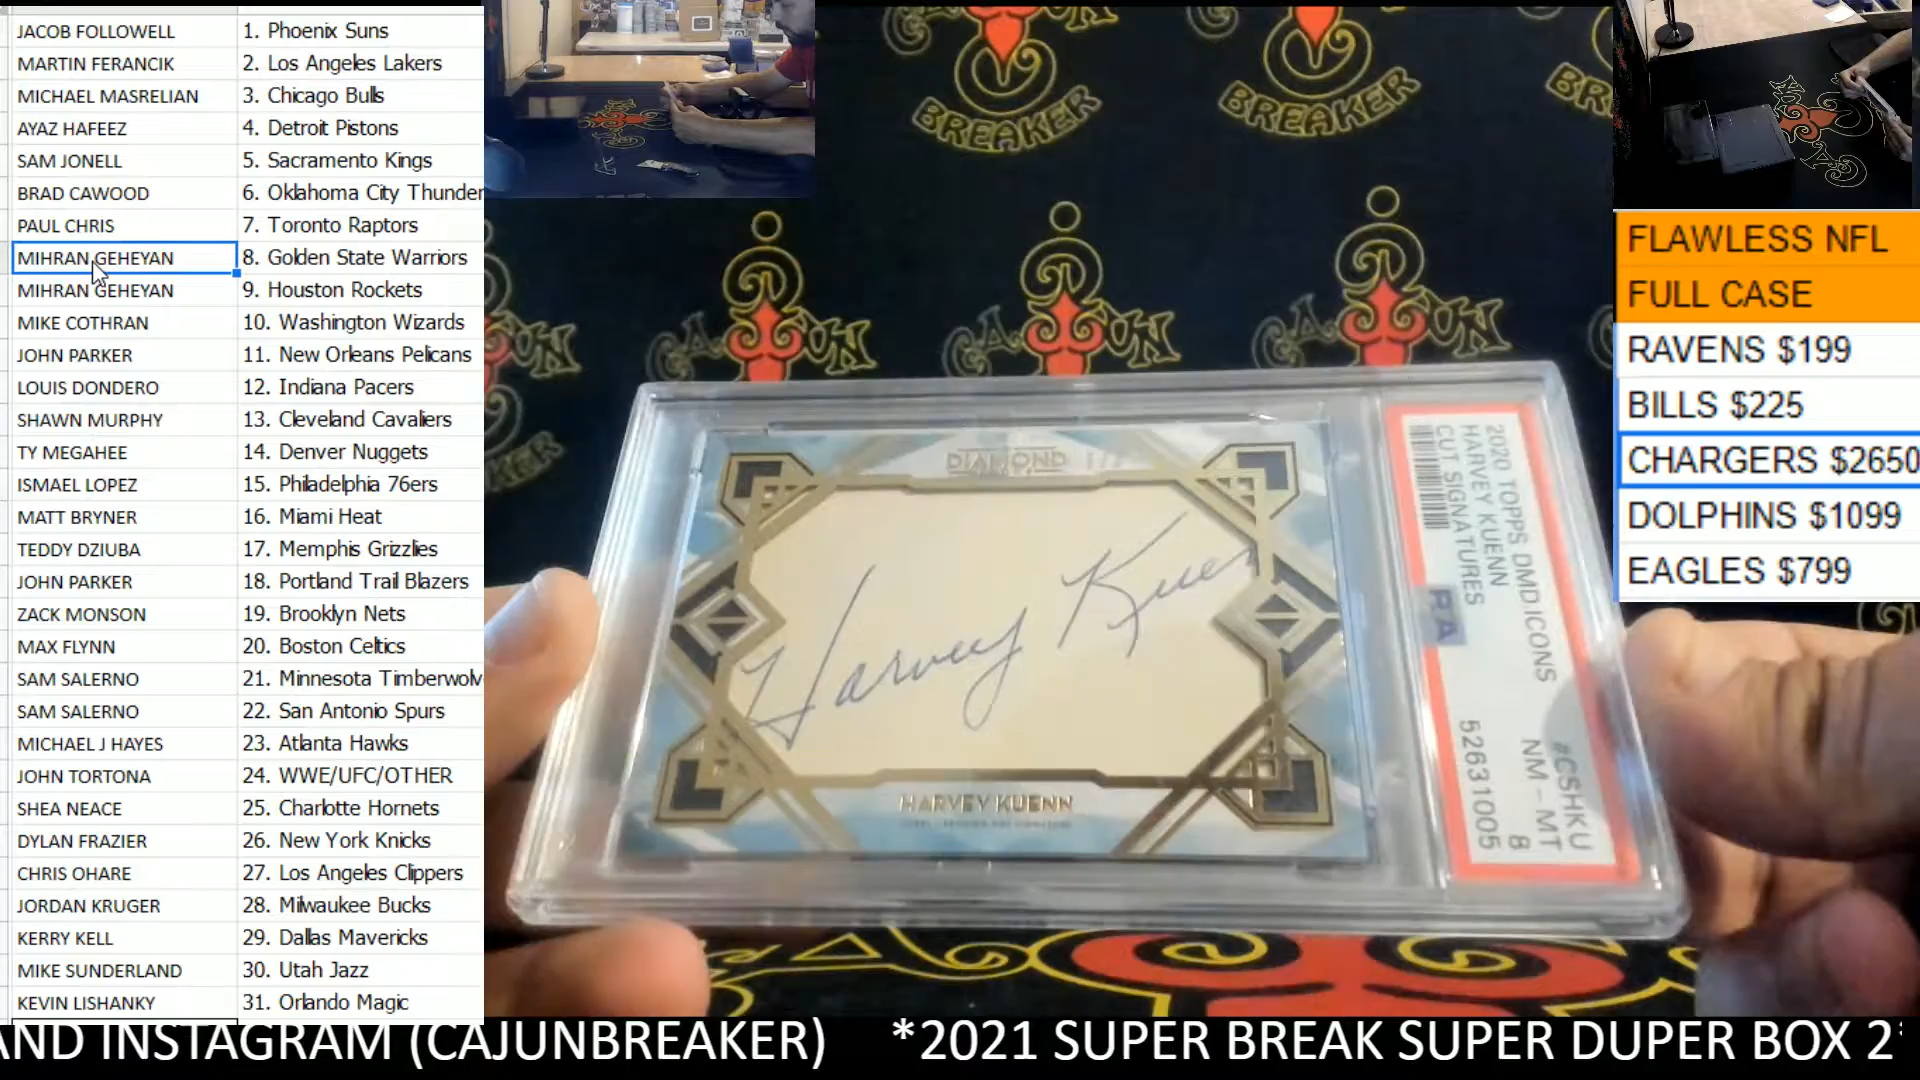 JACOB FOLLOWELL 1. Phoenix Suns
MARTIN FERANCIK 2. Los Angeles Lakers
MICHAEL MASRELIAN 3. Chicago Bulls
AYAZ HAFEEZ 4. Detroit Pistons
SAM JONELL 5. Sacramento Kings
BRAD CAWOOD 6. Oklahoma City Thunder
PAUL CHRIS 7. Toronto Raptors
MIHRAN GEHEYAN 8. Golden State Warriors
MIHRAN GEHEYAN 9. Houston Rockets
MIKE COTHRAN 10. Washington Wizards
JOHN PARKER 11. New Orleans Pelicans
LOUIS DONDERO 12. Indiana Pacers
SHAWN MURPHY 13. Cleveland Cavaliers
TY MEGAHEE 14. Denver Nuggets
ISMAEL LOPEZ 15. Philadelphia 76ers
MATT BRYNER 16. Miami Heat
TEDDY DZIUBA 17. Memphis Grizzlies
JOHN PARKER 18. Portland Trail Blazers
ZACK MONSON 19. Brooklyn Nets
MAX FLYNN 20. Boston Celtics
SAM SALERNO 21. Minnesota Timberwolv
SAM SALERNO 22. San Antonio Spurs
MICHAEL J HAYES 23. Atlanta Hawks
JOHN TORTONA 24. WWE/UFC/OTHER
SHEA NEACE 25. Charlotte Hornets
DYLAN FRAZIER 26. New York Knicks
CHRIS OHARE 27. Los Angeles Clippers
JORDAN KRUGER 28. Milwaukee Bucks
KERRY KELL 29. Dallas Mavericks
MIKE SUNDERLAND 30. Utah Jazz
KEVIN LISHANKY 31. Orlando Magic
BREAKER
BREAKER
BR
CAJUN
CAJUN
CAJUN
BREAKER
DIAMOND
Harvey Kuen
HARVEY KUENN
2020 TOPPS DMD.ICONS #CSHKU
HARVEY KUENN NM - MT
CUT SIGNATURES 8
52631005
FLAWLESS NFL
FULL CASE
RAVENS $199
BILLS $225
CHARGERS $2650
DOLPHINS $1099
EAGLES $799
AND INSTAGRAM (CAJUNBREAKER) *2021 SUPER BREAK SUPER DUPER BOX 2